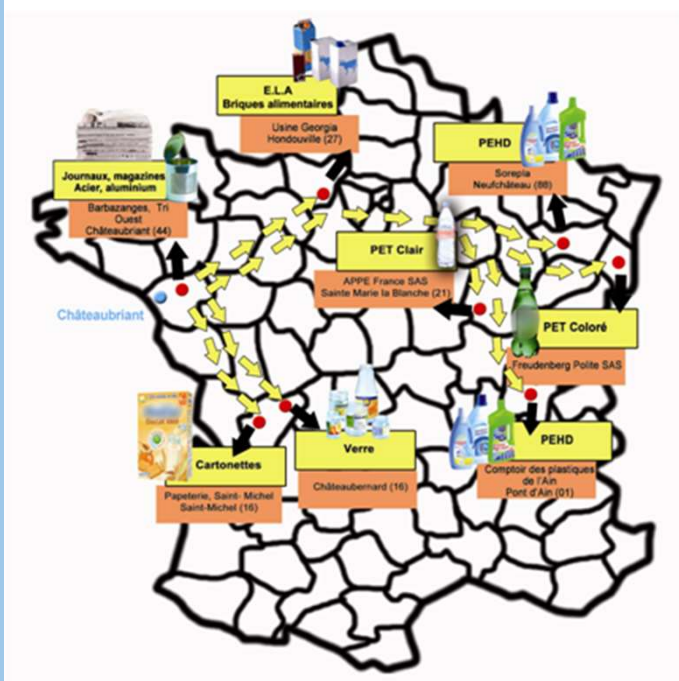 E.L.A
Briques alimentaires
Usine Georgia
Hondouville (27)
PEHD
Sorepla
Neufchâteau (88)
Journaux, magazines
Acier, aluminium
Barbazanges, Tri
Ouest
Châteaubriant (44)
PET Clair
APPE France SAS
Sainte Marie la Blanche (21)
Châteaubriant
PET Coloré
Freudenberg Polite SAS
PEHD
Comptoir des plastiques
de l'Ain
Pont d'Ain (01)
Verre
Châteaubernard (16)
Cartonettes
Papeterie, Saint- Michel
Saint-Michel (16)